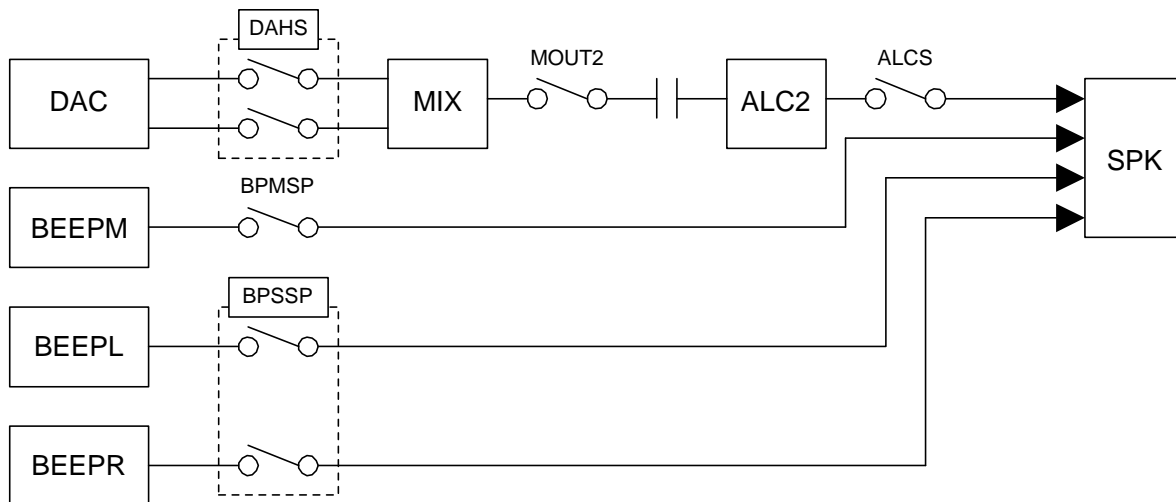 DAHS
MOUT2
ALCS
DAC
MIX
ALC2
SPK
BPMSP
BEEPM
BPSSP
BEEPL
BEEPR